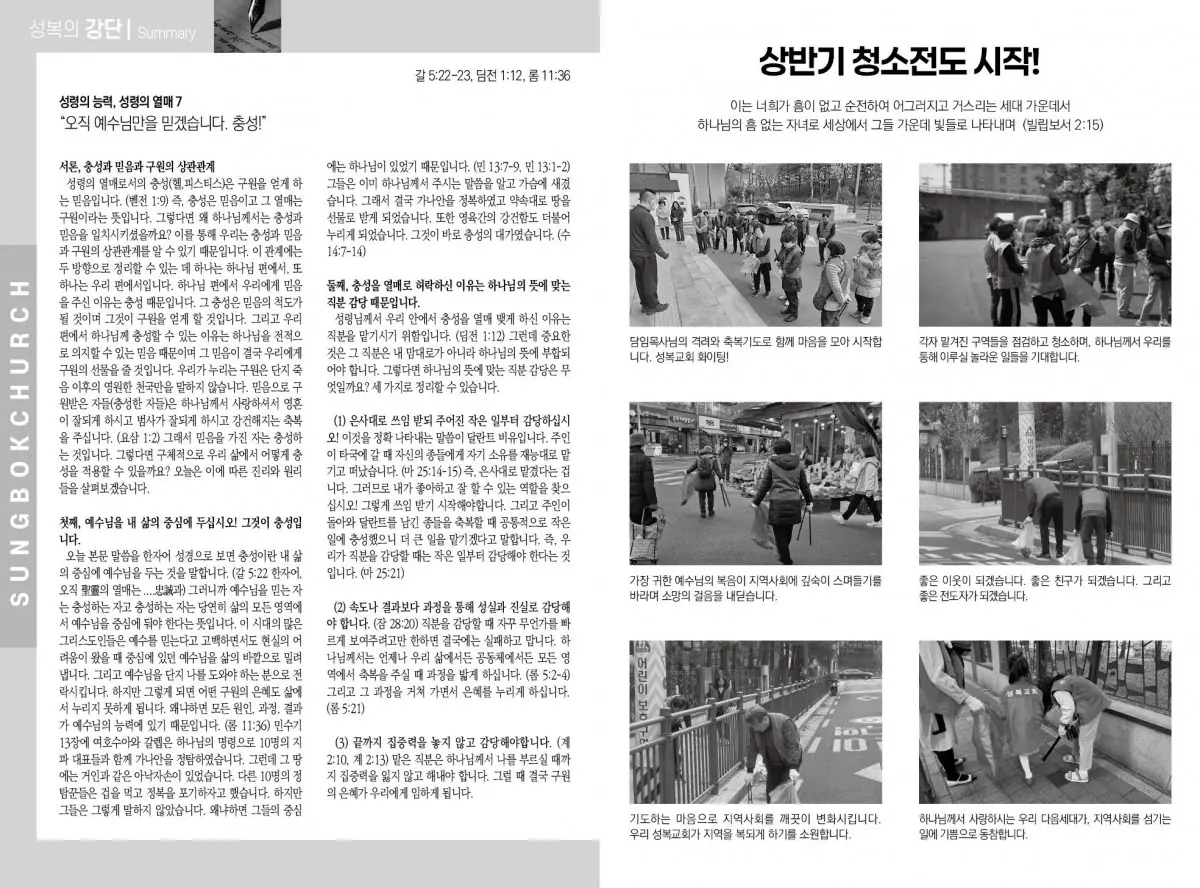 성복의 강단 | Summary
SUNGBOKCHURCH
갈 5:22-23, 딤전 1:12, 롬 11:36
성령의 능력, 성령의 열매 7
“오직 예수님만을 믿겠습니다. 충성!”
서론, 충성과 믿음과 구원의 상관관계
성령의 열매로서의 충성(헬,피스티스)은 구원을 얻게 하
는 믿음입니다. (벧전 1:9) 즉, 충성은 믿음이고 그 열매는
구원이라는 뜻입니다. 그렇다면 왜 하나님께서는 충성과
믿음을 일치시키셨을까요? 이를 통해 우리는 충성과 믿음
과 구원의 상관관계를 알 수 있기 때문입니다. 이 관계에는
두 방향으로 정리할 수 있는 데 하나는 하나님 편에서, 또
하나는 우리 편에서입니다. 하나님 편에서 우리에게 믿음
을 주신 이유는 충성 때문입니다. 그 충성은 믿음의 척도가
될 것이며 그것이 구원을 얻게 할 것입니다. 그리고 우리
편에서 하나님께 충성할 수 있는 이유는 하나님을 전적으
로 의지할 수 있는 믿음 때문이며 그 믿음이 결국 우리에게
구원의 선물을 줄 것입니다. 우리가 누리는 구원은 단지 죽
음 이후의 영원한 천국만을 말하지 않습니다. 믿음으로 구
원받은 자들(충성한 자들)은 하나님께서 사랑하셔서 영혼
이 잘되게 하시고 범사가 잘되게 하시고 강건해지는 축복
을 주십니다. (요삼 1:2) 그래서 믿음을 가진 자는 충성하
는 것입니다. 그렇다면 구체적으로 우리 삶에서 어떻게 충
성을 적용할 수 있을까요? 오늘은 이에 따른 진리와 원리
들을 살펴보겠습니다.
첫째, 예수님을 내 삶의 중심에 두십시오! 그것이 충성입
니다.
오늘 본문 말씀을 한자어 성경으로 보면 충성이란 내 삶
의 중심에 예수님을 두는 것을 말합니다. (갈 5:22 한자어,
오직 聖靈의 열매는 ....忠誠과) 그러니까 예수님을 믿는 자
는 충성하는 자고 충성하는 자는 당연히 삶의 모든 영역에
서 예수님을 중심에 둬야 한다는 뜻입니다. 이 시대의 많은
그리스도인들은 예수를 믿는다고 고백하면서도 현실의 어
려움이 왔을 때 중심에 있던 예수님을 삶의 바깥으로 밀려
냅니다. 그리고 예수님을 단지 나를 도와야 하는 분으로 전
락시킵니다. 하지만 그렇게 되면 어떤 구원의 은혜도 삶에
서 누리지 못하게 됩니다. 왜냐하면 모든 원인, 과정, 결과
가 예수님의 능력에 있기 때문입니다. (롬 11:36) 민수기
13장에 여호수아와 갈렙은 하나님의 명령으로 10명의 지
파 대표들과 함께 가나안을 정탐하였습니다. 그런데 그 땅
에는 거인과 같은 아낙자손이 있었습니다. 다른 10명의 정
탐꾼들은 겁을 먹고 정복을 포기하자고 했습니다. 하지만
그들은 그렇게 말하지 않았습니다. 왜냐하면 그들의 중심
에는 하나님이 있었기 때문입니다. (민 13:7-9, 민 13:1-2)
그들은 이미 하나님께서 주시는 말씀을 알고 가슴에 새겼
습니다. 그래서 결국 가나안을 정복하였고 약속대로 땅을
선물로 받게 되었습니다. 또한 영육간의 강건함도 더불어
누리게 되었습니다. 그것이 바로 충성의 대가였습니다. (수
14:7-14)
둘째, 충성을 열매로 허락하신 이유는 하나님의 뜻에 맞는
직분 감당 때문입니다.
성령님께서 우리 안에서 충성을 열매 맺게 하신 이유는
직분을 맡기시기 위함입니다. (딤전 1:12) 그런데 중요한
것은 그 직분은 내 맘대로가 아니라 하나님의 뜻에 부합되
어야 합니다. 그렇다면 하나님의 뜻에 맞는 직분 감당은 무
엇일까요? 세 가지로 정리할 수 있습니다.
(1) 은사대로 쓰임 받되 주어진 작은 일부터 감당하십시
오! 이것을 정확 나타내는 말씀이 달란트 비유입니다. 주인
이 타국에 갈 때 자신의 종들에게 자기 소유를 재능대로 맡
기고 떠났습니다. (마 25:14-15) 즉, 은사대로 맡겼다는 겁
니다. 그러므로 내가 좋아하고 잘 할 수 있는 역할을 찾으
십시오! 그렇게 쓰임 받기 시작해야합니다. 그리고 주인이
돌아와 달란트를 남긴 종들을 축복할 때 공통적으로 작은
일에 충성했으니 더 큰 일을 맡기겠다고 말합니다. 즉, 우
리가 직분을 감당할 때는 작은 일부터 감당해야 한다는 것
입니다. (마 25:21)
(2) 속도나 결과보다 과정을 통해 성실과 진실로 감당해
야 합니다. (잠 28:20) 직분을 감당할 때 자꾸 무언가를 빠
르게 보여주려고만 한하면 결국에는 실패하고 맙니다. 하
나님께서는 언제나 우리 삶에서든 공동체에서든 모든 영
역에서 축복을 주실 때 과정을 밟게 하십니다. (롬 5:2-4)
그리고 그 과정을 거쳐 가면서 은혜를 누리게 하십니다.
(롬 5:21)
(3) 끝까지 집중력을 놓지 않고 감당해야합니다. (계
2:10, 계 2:13) 맡은 직분은 하나님께서 나를 부르실 때까
지 집중력을 잃지 않고 해내야 합니다. 그럴 때 결국 구원
의 은혜가 우리에게 임하게 됩니다.
상반기 청소전도 시작!
이는 너희가 흠이 없고 순전하여 어그러지고 거스리는 세대 가운데서
하나님의 흠 없는 자녀로 세상에서 그들 가운데 빛들로 나타내며 (빌립보서 2:15)
담임목사님의 격려와 축복기도로 함께 마음을 모아 시작합
니다. 성복교회 화이팅!
각자 맡겨진 구역들을 점검하고 청소하며, 하나님께서 우리를
통해 이루실 놀라운 일들을 기대합니다.
가장 귀한 예수님의 복음이 지역사회에 깊숙이 스며들기를
바라며 소망의 걸음을 내딛습니다.
좋은 이웃이 되겠습니다. 좋은 친구가 되겠습니다. 그리고
좋은 전도자가 되겠습니다.
어린이보호구
성복교회
기도하는 마음으로 지역사회를 깨끗이 변화시킵니다.
우리 성복교회가 지역을 복되게 하기를 소원합니다.
하나님께서 사랑하시는 우리 다음세대가, 지역사회를 섬기는
일에 기쁨으로 동참합니다.